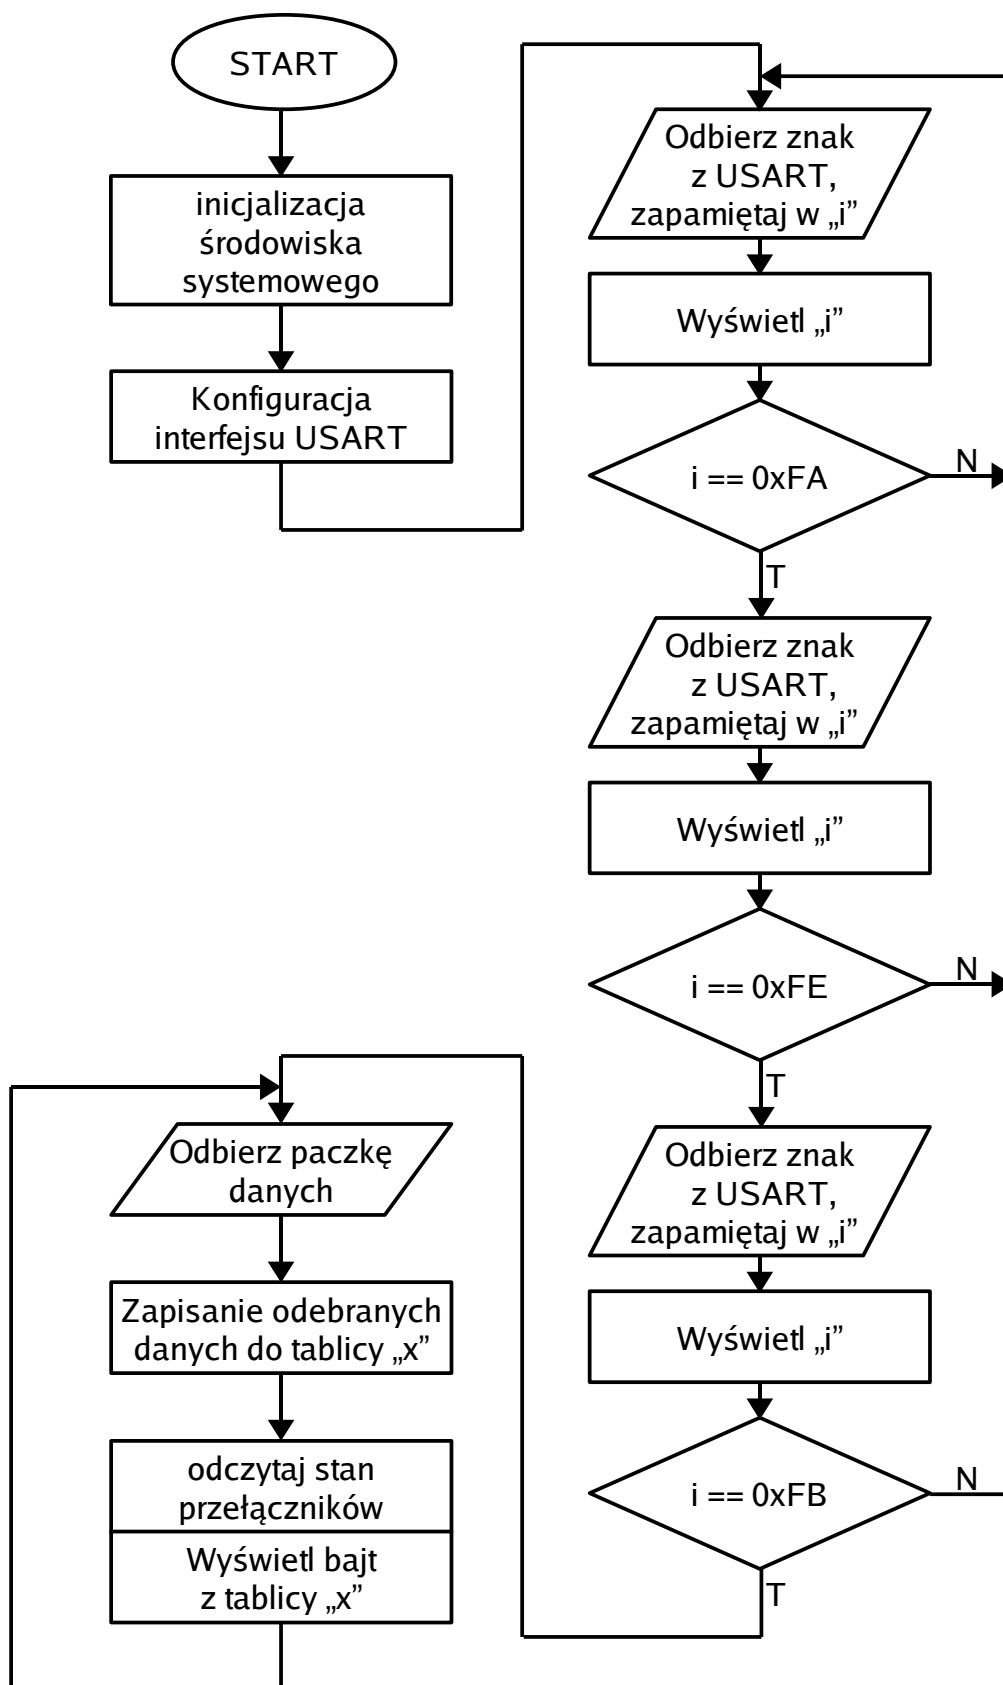 START
inicjalizacja
środowiska
systemowego
Konfiguracja
interfejsu USART
Odbierz znak
z USART,
zapamiętaj w „i”
Wyświetl „i”
i == 0xFA
N
T
Odbierz znak
z USART,
zapamiętaj w „i”
Wyświetl „i”
i == 0xFE
N
T
Odbierz znak
z USART,
zapamiętaj w „i”
Wyświetl „i”
i == 0xFB
N
T
Odbierz paczkę
danych
Zapisanie odebranych
danych do tablicy „x”
odczytaj stan
przełączników
Wyświetl bajt
z tablicy „x”